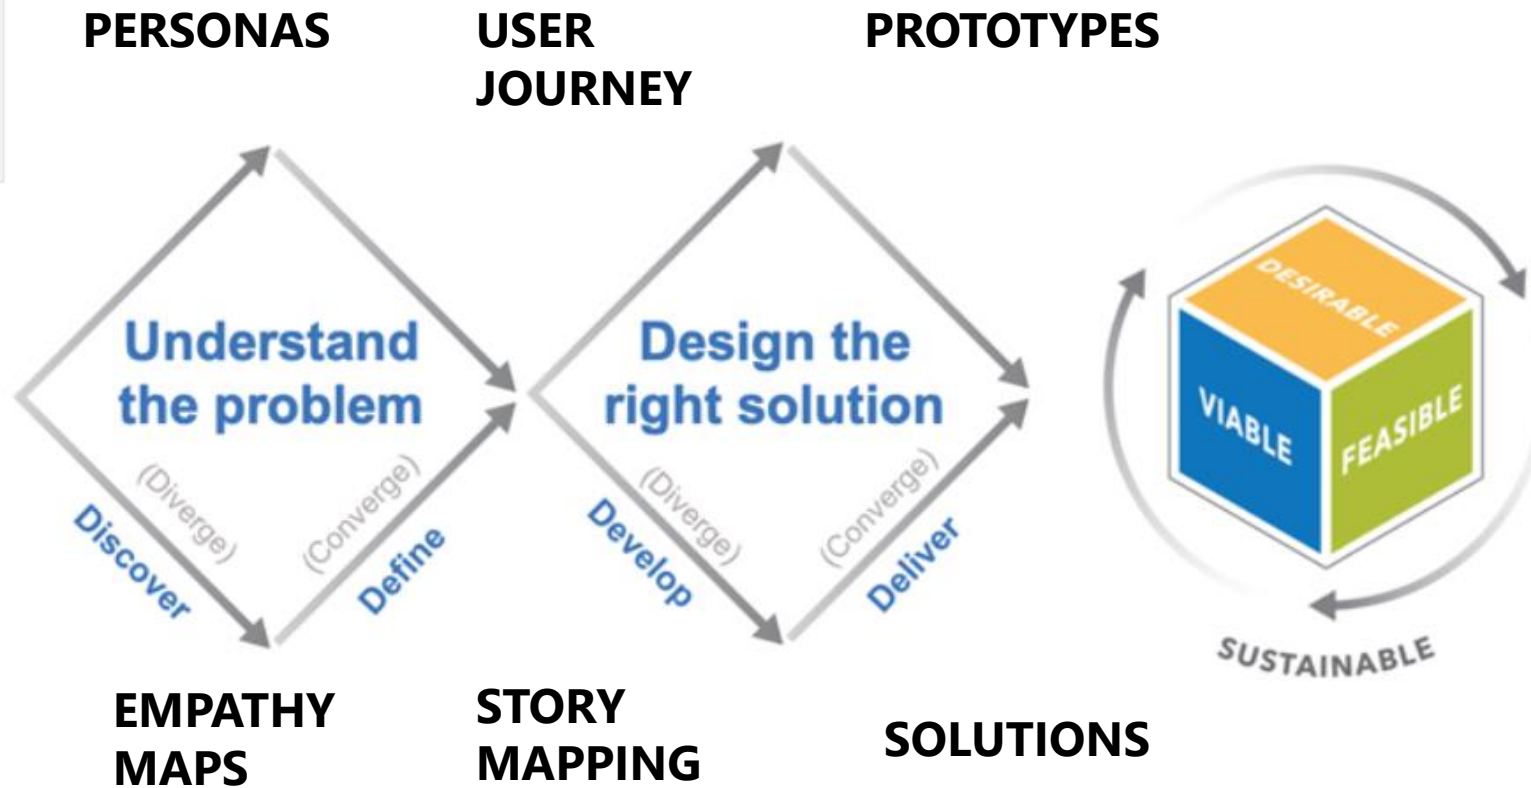 PERSONAS
USER
JOURNEY
PROTOTYPES
Understand
the problem
(Diverge)
Discover
(Converge)
Define
Design the
right solution
(Diverge)
Develop
(Converge)
Deliver
DESIRABLE
VIABLE
FEASIBLE
SUSTAINABLE
EMPATHY
MAPS
STORY
MAPPING
SOLUTIONS